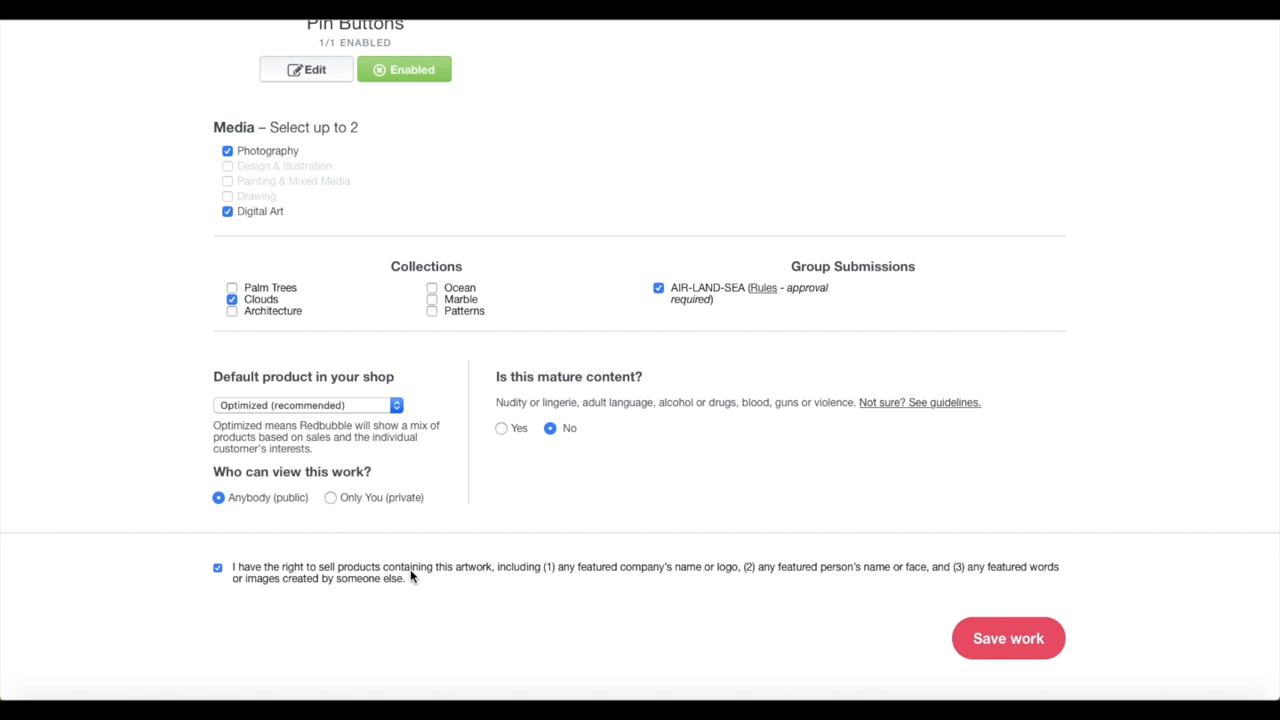 Pin Buttons
1/1 ENABLED
Edit
Enabled
Media – Select up to 2
Photography
Design & Illustration
Painting & Mixed Media
Drawing
Digital Art
Collections
Palm Trees
Clouds
Architecture
Ocean
Marble
Patterns
Group Submissions
AIR-LAND-SEA (Rules - approval
required)
Default product in your shop
Optimized (recommended)
Optimized means Redbubble will show a mix of
products based on sales and the individual
customer's interests.
Who can view this work?
Anybody (public)
Only You (private)
Is this mature content?
Nudity or lingerie, adult language, alcohol or drugs, blood, guns or violence. Not sure? See guidelines.
Yes
No
I have the right to sell products containing this artwork, including (1) any featured company's name or logo, (2) any featured person's name or face, and (3) any featured words
or images created by someone else.
Save work